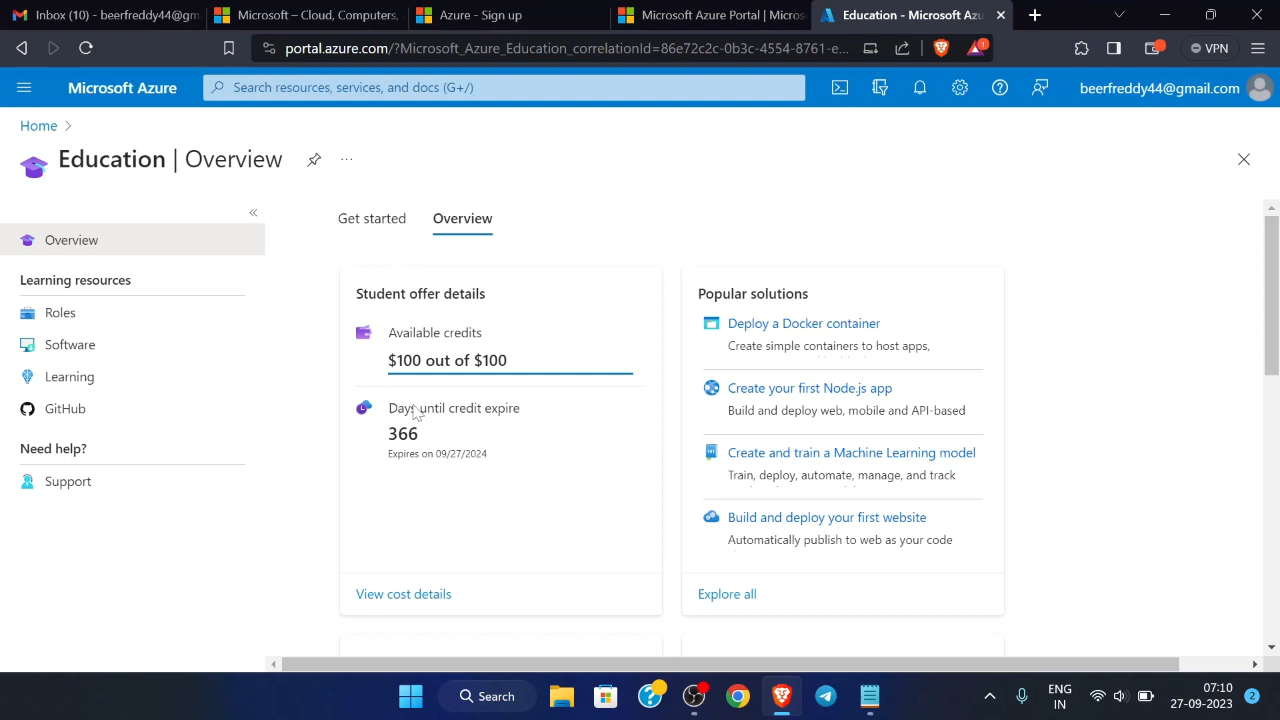 Inbox (10) - beerfreddy44@gm
Microsoft – Cloud, Computers,
Azure - Sign up
Microsoft Azure Portal | Micros
Education - Microsoft Azu
portal.azure.com/?Microsoft_Azure_Education_correlationId=86e72c2c-0b3c-4554-8761-e...
1
VPN
Microsoft Azure
Search resources, services, and docs (G+/)
beerfreddy44@gmail.com
Home
Education | Overview
Overview
Learning resources
Roles
Software
Learning
GitHub
Need help?
Support
Get started
Overview
Student offer details
Available credits
$100 out of $100
Days until credit expire
366
Expires on 09/27/2024
View cost details
Popular solutions
Deploy a Docker container
Create simple containers to host apps,
Create your first Node.js app
Build and deploy web, mobile and API-based
Create and train a Machine Learning model
Train, deploy, automate, manage, and track
Build and deploy your first website
Automatically publish to web as your code
Explore all
Search
ENG
IN
07:10
27-09-2023
2